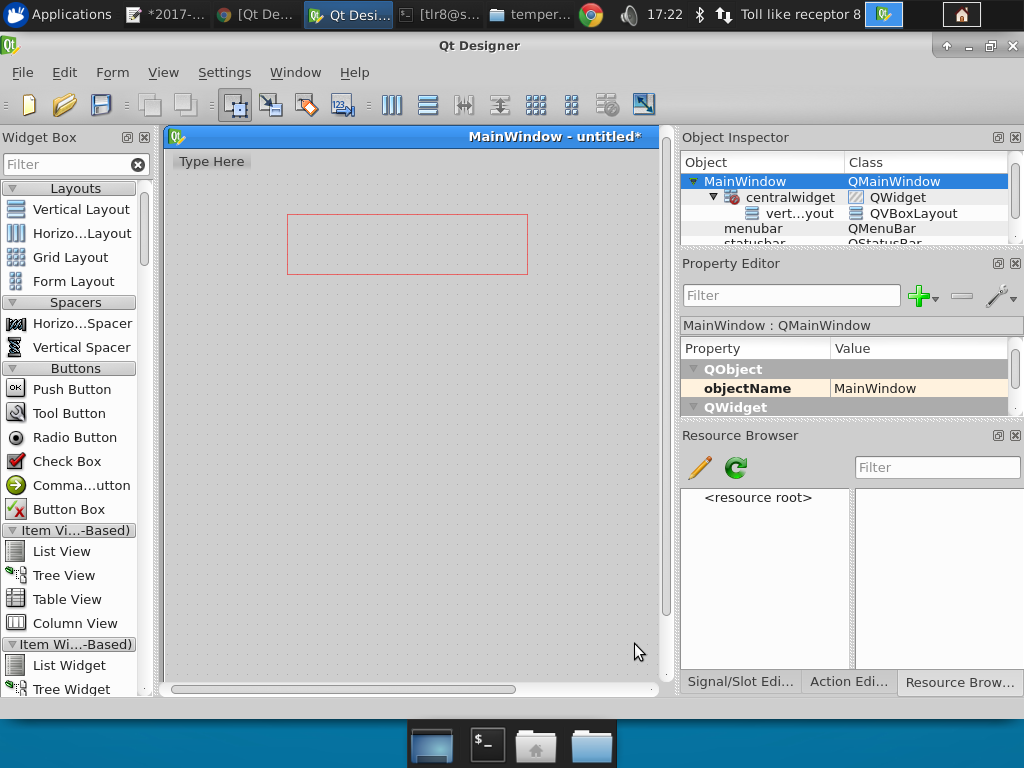 Applications *2017-... [Qt De... Qt Desi... [tlr8@s... temper... 17:22 Toll like receptor 8
Qt Designer
File Edit Form View Settings Window Help
Widget Box
Filter
Layouts
Vertical Layout
Horizo...Layout
Grid Layout
Form Layout
Spacers
Horizo...Spacer
Vertical Spacer
Buttons
OK Push Button
Tool Button
Radio Button
Check Box
Comma...utton
Button Box
Item Vi...-Based)
List View
Tree View
Table View
Column View
Item Wi...-Based)
List Widget
Tree Widget
MainWindow - untitled*
Type Here
Object Inspector
Object Class
MainWindow QMainWindow
centralwidget QWidget
vert...yout QVBoxLayout
menubar QMenuBar
statusbar QStatusBar
Property Editor
Filter
MainWindow : QMainWindow
Property Value
QObject
objectName MainWindow
QWidget
Resource Browser
Filter
<resource root>
Signal/Slot Edi... Action Edi... Resource Brow...
$_